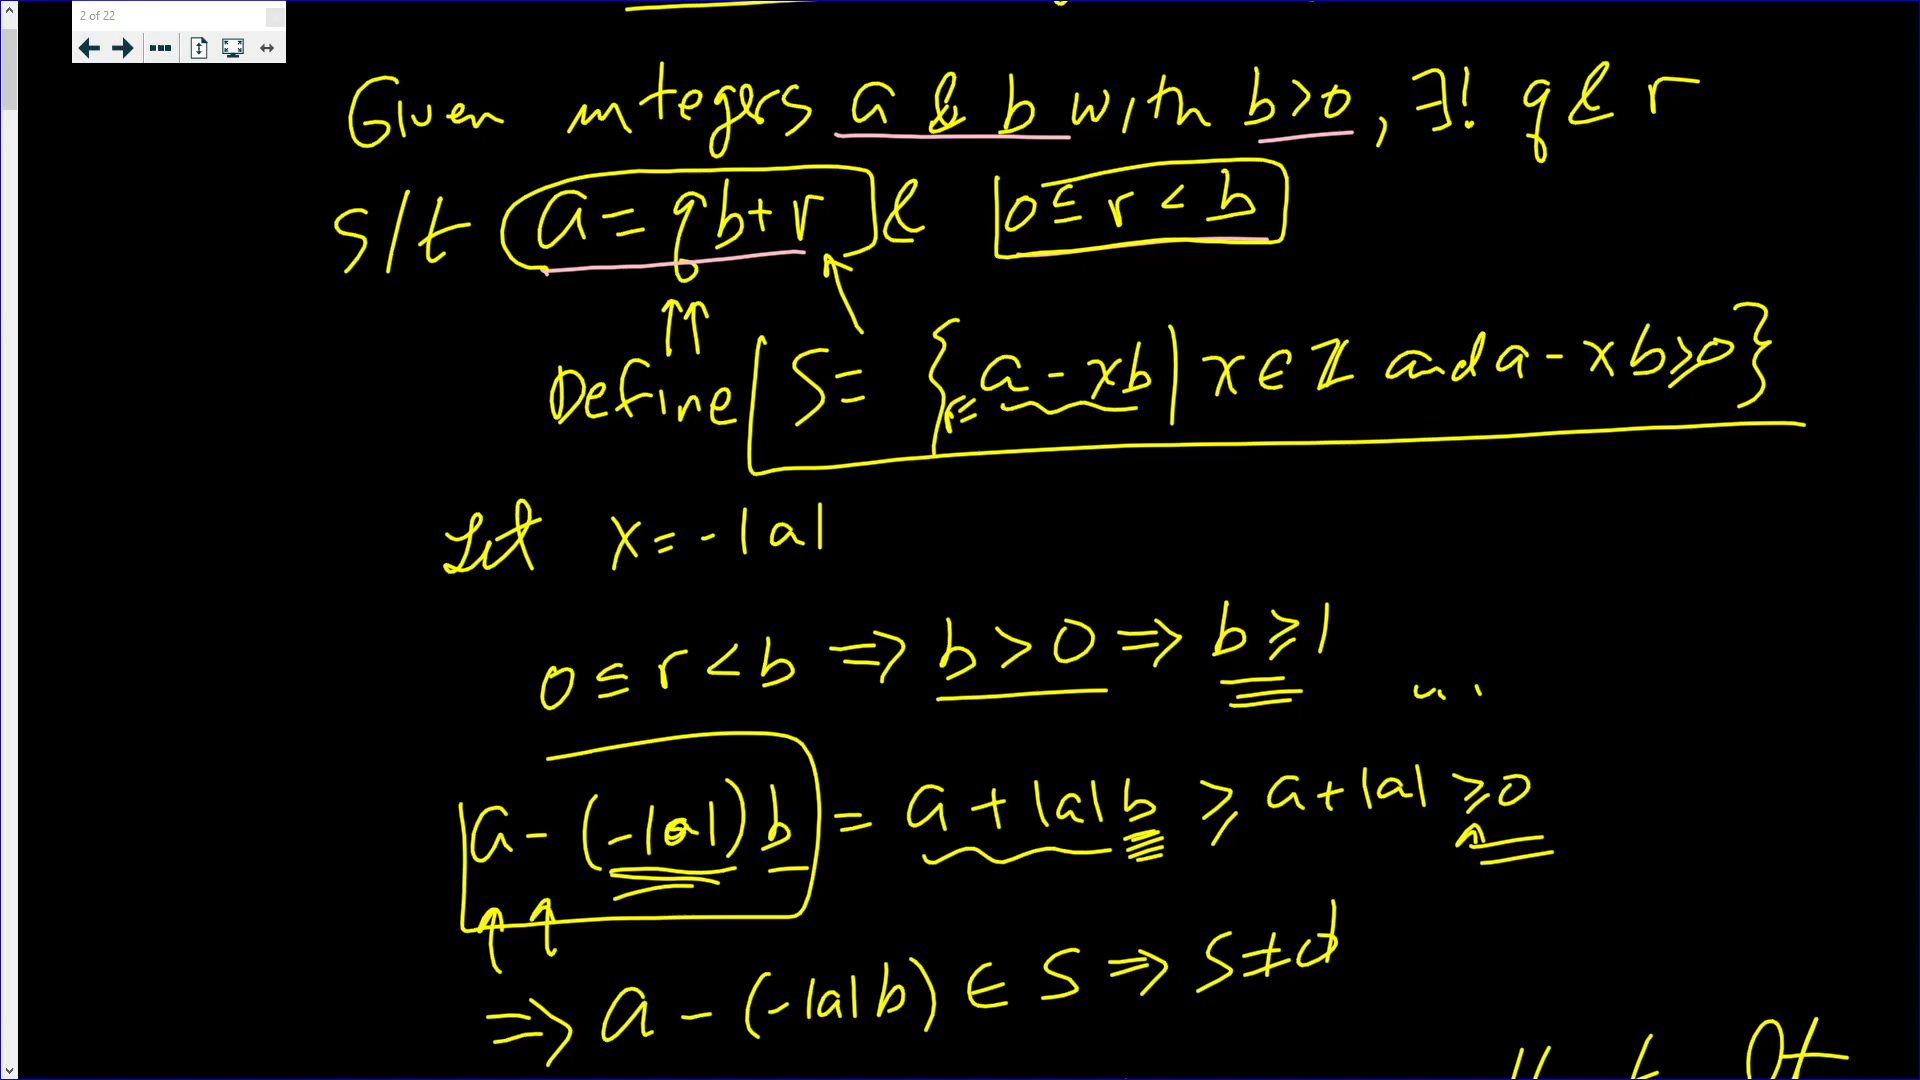 2 of 22
Given integers a & b with b>0, ∃! q & r
s/t a = qb + r & 0 ≤ r < b
Define S = { a - xb | x ∈ ℤ and a - xb ≥ 0 }
r =
Let x = -|a|
0 ≤ r < b ⇒ b > 0 ⇒ b ≥ 1
a - (-|a|) b = a + |a| b ≥ a + |a| ≥ 0
⇒ a - (-|a| b) ∈ S ⇒ S ≠ ϕ